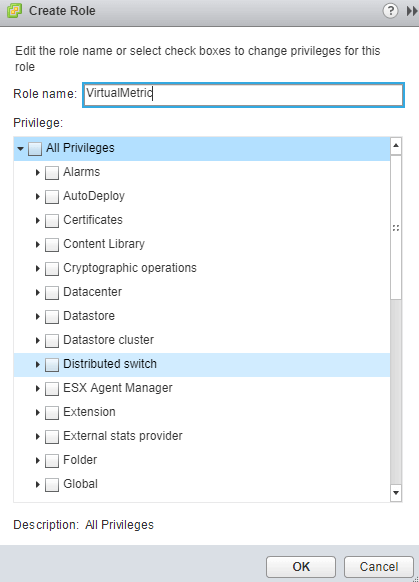 Create Role
Edit the role name or select check boxes to change privileges for this
role
Role name: VirtualMetric
Privilege:
All Privileges
Alarms
AutoDeploy
Certificates
Content Library
Cryptographic operations
Datacenter
Datastore
Datastore cluster
Distributed switch
ESX Agent Manager
Extension
External stats provider
Folder
Global
Description: All Privileges
OK Cancel